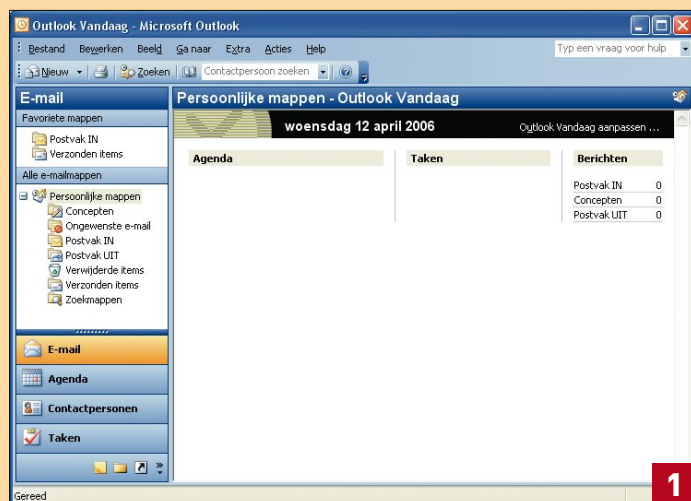 Outlook Vandaag - Microsoft Outlook
Bestand Bewerken Beeld Ga naar Extra Acties Help Typ een vraag voor hulp
Nieuw Zoeken Contactpersoon zoeken
E-mail
Favoriete mappen
Postvak IN
Verzonden items
Alle e-mailmappen
Persoonlijke mappen
Concepten
Ongewenste e-mail
Postvak IN
Postvak UIT
Verwijderde items
Verzonden items
Zoekmappen
E-mail
Agenda
Contactpersonen
Taken
Persoonlijke mappen - Outlook Vandaag
woensdag 12 april 2006 Outlook Vandaag aanpassen ...
Agenda Taken Berichten
Postvak IN 0
Concepten 0
Postvak UIT 0
Gereed
1